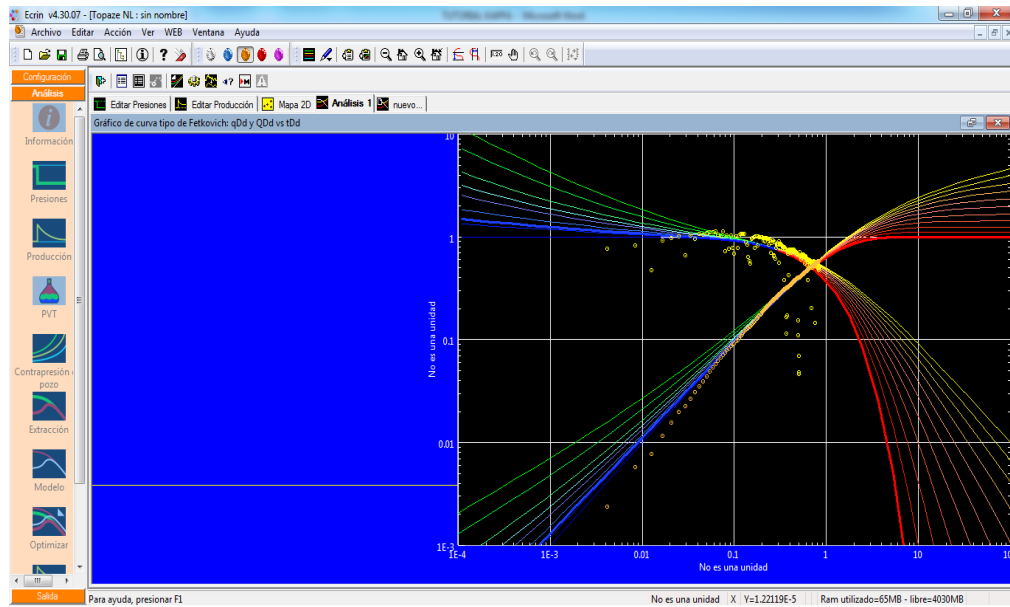 Ecrin v4.30.07 - [Topaze NL : sin nombre]
Archivo Editar Acción Ver WEB Ventana Ayuda
Configuración
Análisis
Editar Presiones Editar Producción Mapa 2D Análisis 1 nuevo...
Gráfico de curva tipo de Fetkovich: qDd y QDd vs tDd
Información
Presiones
Producción
PVT
Contrapresión
pozo
Extracción
Modelo
Optimizar
Salida
10
1
0.1
0.01
1E-3
No es una unidad
1E-4 1E-3 0.01 0.1 1 10
No es una unidad
Para ayuda, presionar F1
No es una unidad X Y=1.22119E-5 Ram utilizado=65MB - libre=4030MB